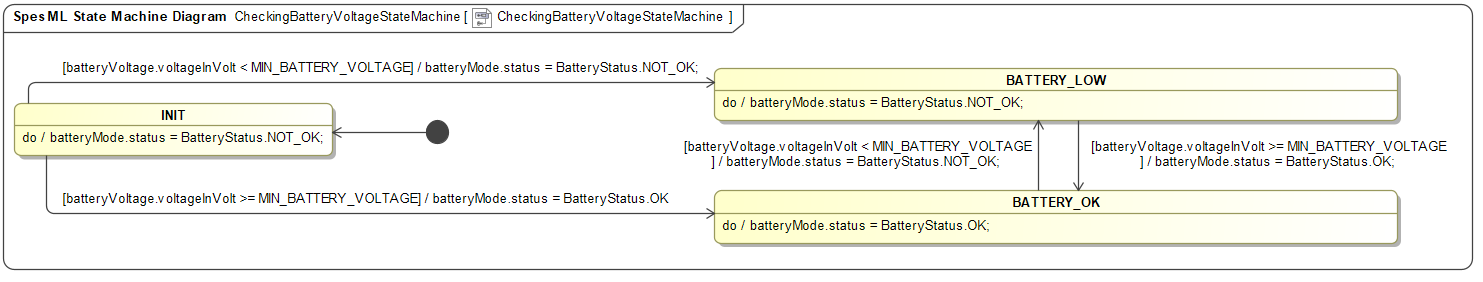 SpesML State Machine Diagram CheckingBatteryVoltageStateMachine [ CheckingBatteryVoltageStateMachine ]
[batteryVoltage.voltageInVolt < MIN_BATTERY_VOLTAGE] / batteryMode.status = BatteryStatus.NOT_OK;
BATTERY_LOW
do / batteryMode.status = BatteryStatus.NOT_OK;
INIT
do / batteryMode.status = BatteryStatus.NOT_OK;
[batteryVoltage.voltageInVolt < MIN_BATTERY_VOLTAGE
] / batteryMode.status = BatteryStatus.NOT_OK;
[batteryVoltage.voltageInVolt >= MIN_BATTERY_VOLTAGE
] / batteryMode.status = BatteryStatus.OK;
[batteryVoltage.voltageInVolt >= MIN_BATTERY_VOLTAGE] / batteryMode.status = BatteryStatus.OK
BATTERY_OK
do / batteryMode.status = BatteryStatus.OK;